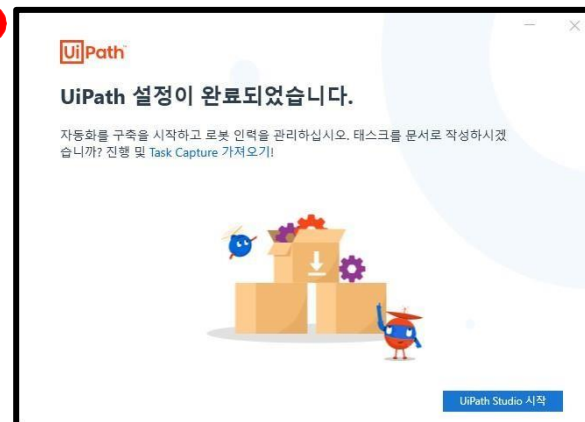 UiPath
UiPath 설정이 완료되었습니다.
자동화를 구축을 시작하고 로봇 인력을 관리하십시오. 태스크를 문서로 작성하시겠
습니까? 진행 및 Task Capture 가져오기!
UiPath Studio 시작